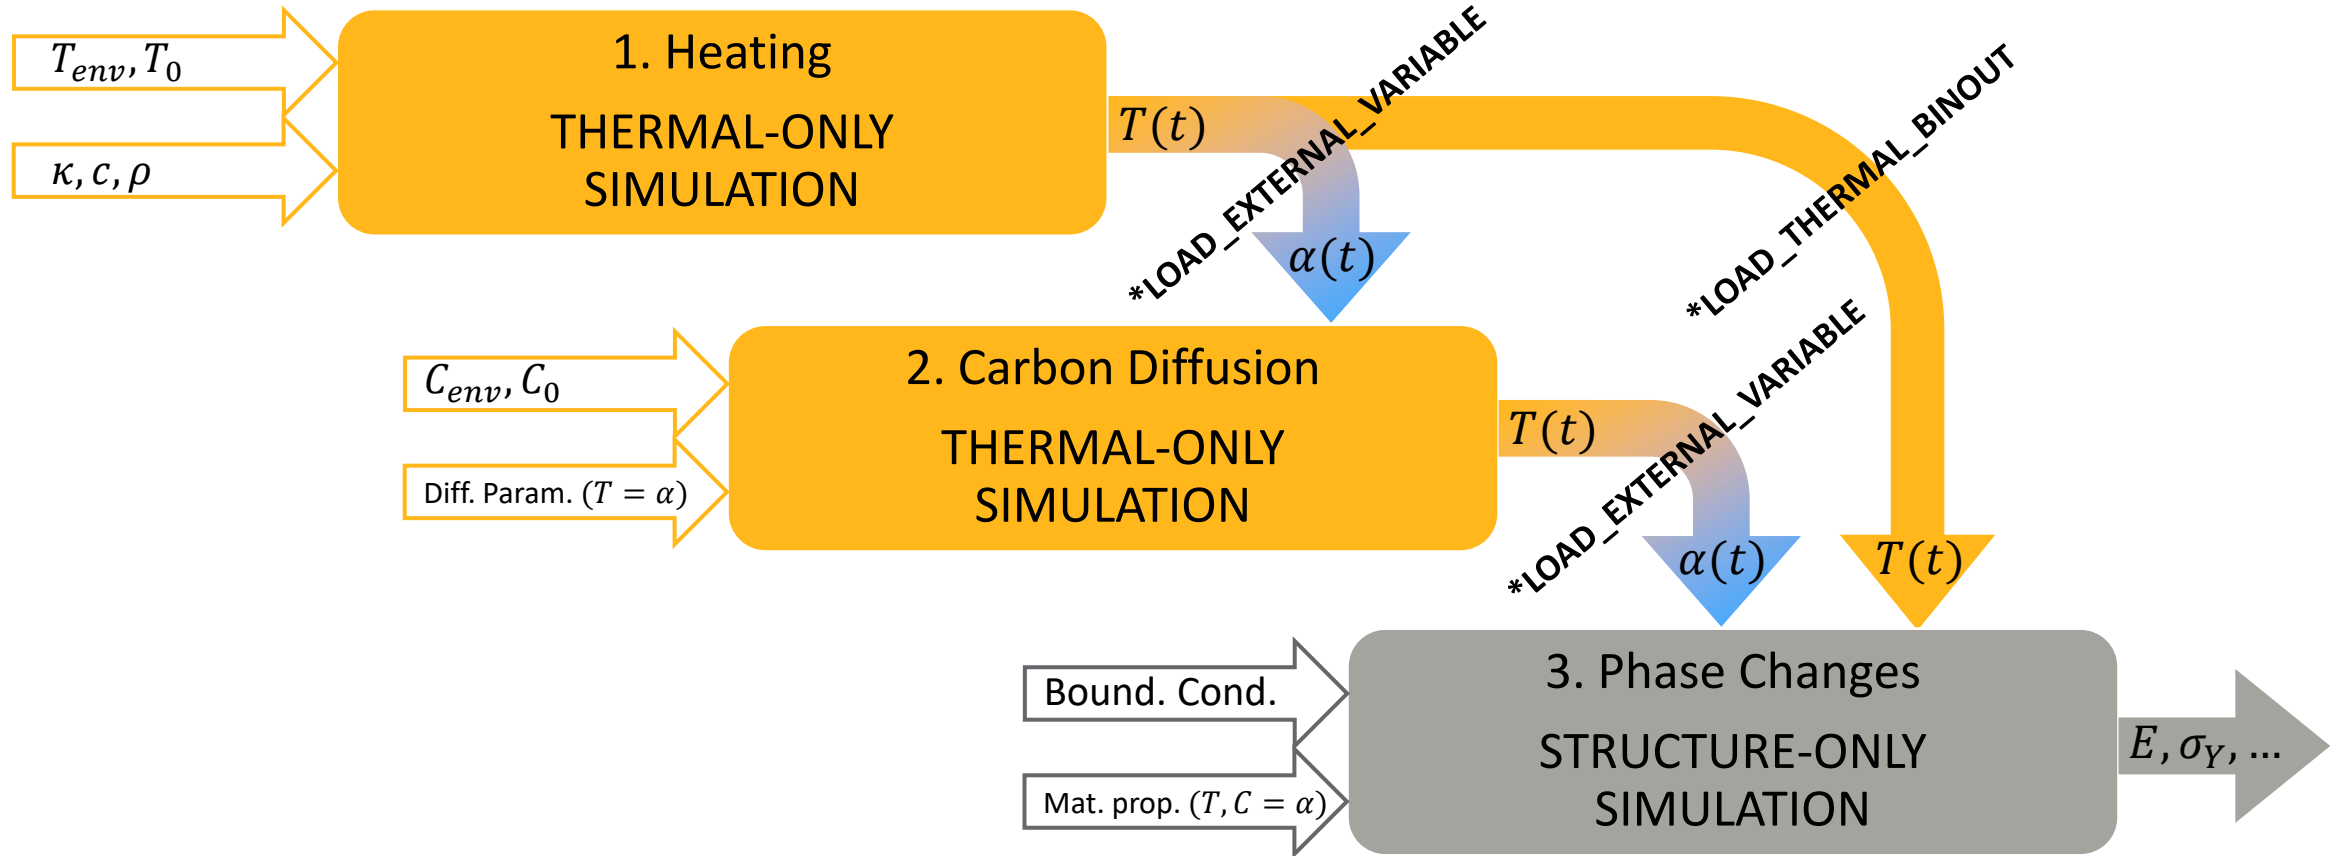 T_env, T_0
κ, c, ρ
1. Heating
THERMAL-ONLY
SIMULATION
T(t)
*LOAD_EXTERNAL_VARIABLE
α(t)
*LOAD_THERMAL_BINOUT
C_env, C_0
Diff. Param. (T = α)
2. Carbon Diffusion
THERMAL-ONLY
SIMULATION
T(t)
*LOAD_EXTERNAL_VARIABLE
α(t)
T(t)
Bound. Cond.
Mat. prop. (T, C = α)
3. Phase Changes
STRUCTURE-ONLY
SIMULATION
E, σ_Y, ...